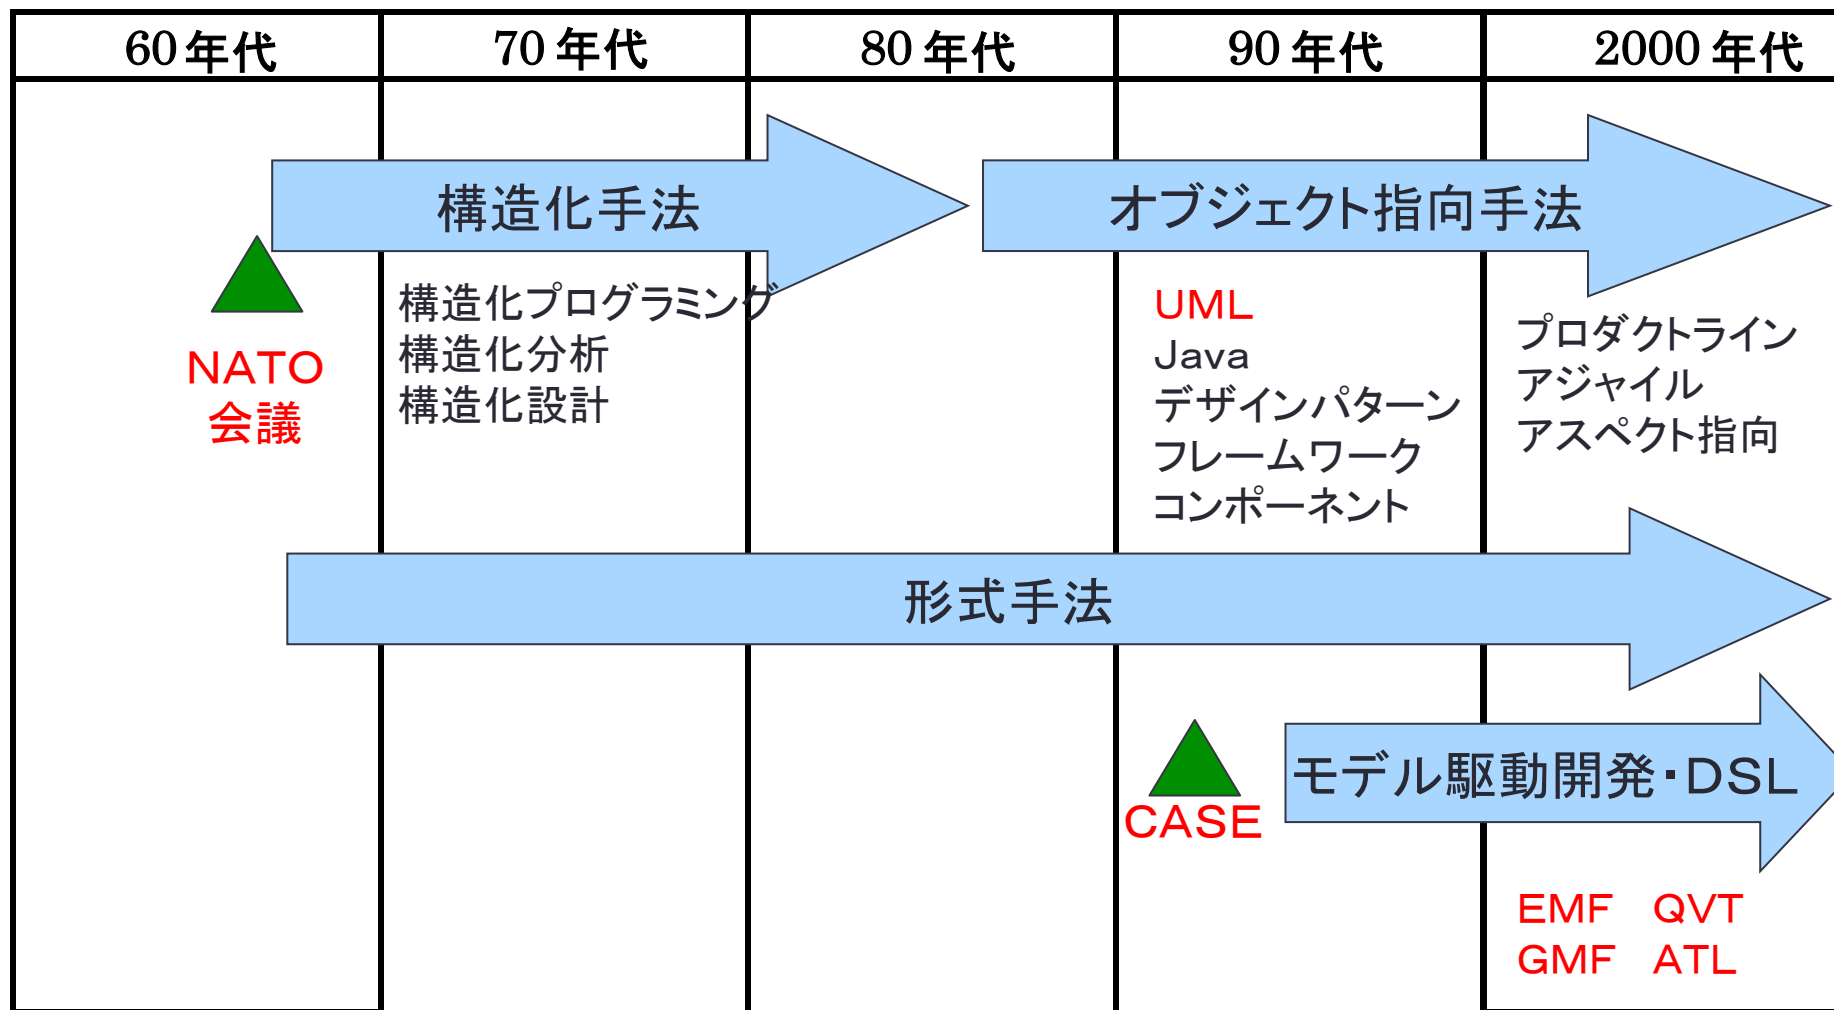 60年代
70年代
80年代
90年代
2000年代
構造化手法
オブジェクト指向手法
NATO
会議
構造化プログラミング
構造化分析
構造化設計
UML
Java
デザインパターン
フレームワーク
コンポーネント
プロダクトライン
アジャイル
アスペクト指向
形式手法
CASE
モデル駆動開発・DSL
EMF QVT
GMF ATL